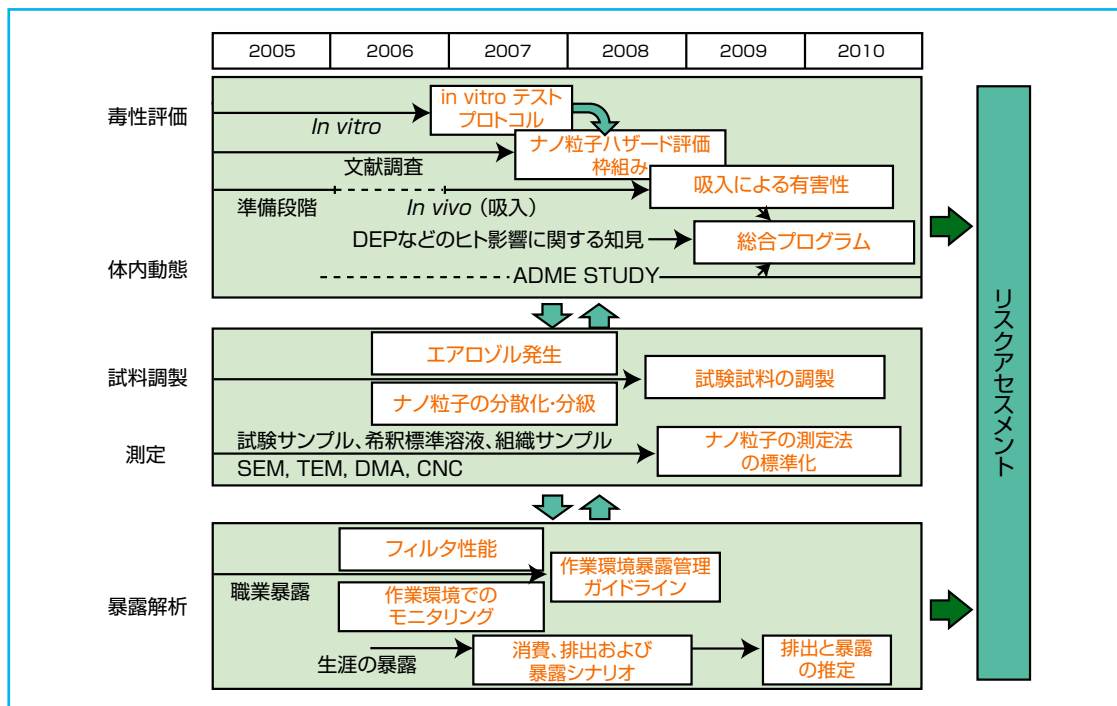 2005 2006 2007 2008 2009 2010
毒性評価
in vitro テスト
プロトコル
In vitro
ナノ粒子ハザード評価
枠組み
文献調査
吸入による有害性
準備段階
In vivo（吸入）
DEPなどのヒト影響に関する知見
総合プログラム
体内動態
ADME STUDY
エアロゾル発生
試料調製
試験試料の調製
ナノ粒子の分散化・分級
試験サンプル、希釈標準溶液、組織サンプル
測定
ナノ粒子の測定法
の標準化
SEM, TEM, DMA, CNC
フィルタ性能
作業環境暴露管理
ガイドライン
職業暴露
作業環境での
モニタリング
暴露解析
生涯の暴露
消費、排出および
暴露シナリオ
排出と暴露
の推定
リスクアセスメント